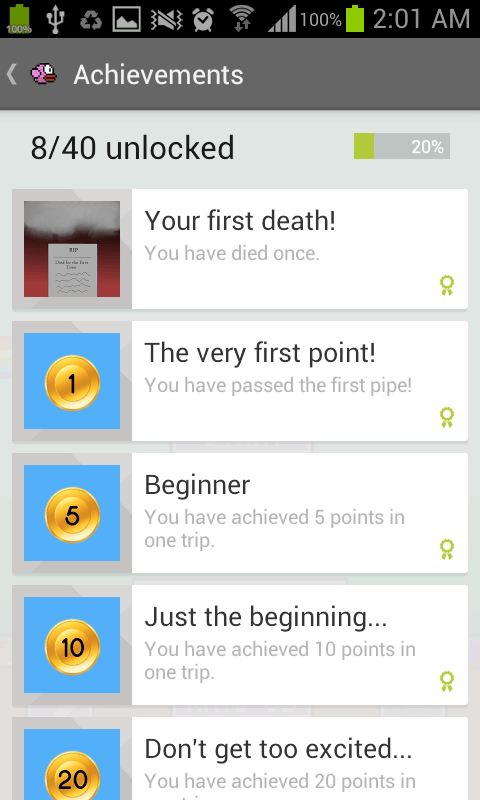 100%
100%
2:01 AM
Achievements
8/40 unlocked
20%
Your first death!
You have died once.
RIP
Died for the First
Time
The very first point!
You have passed the first pipe!
1
Beginner
You have achieved 5 points in
one trip.
5
Just the beginning...
You have achieved 10 points in
one trip.
10
Don't get too excited...
You have achieved 20 points in
20